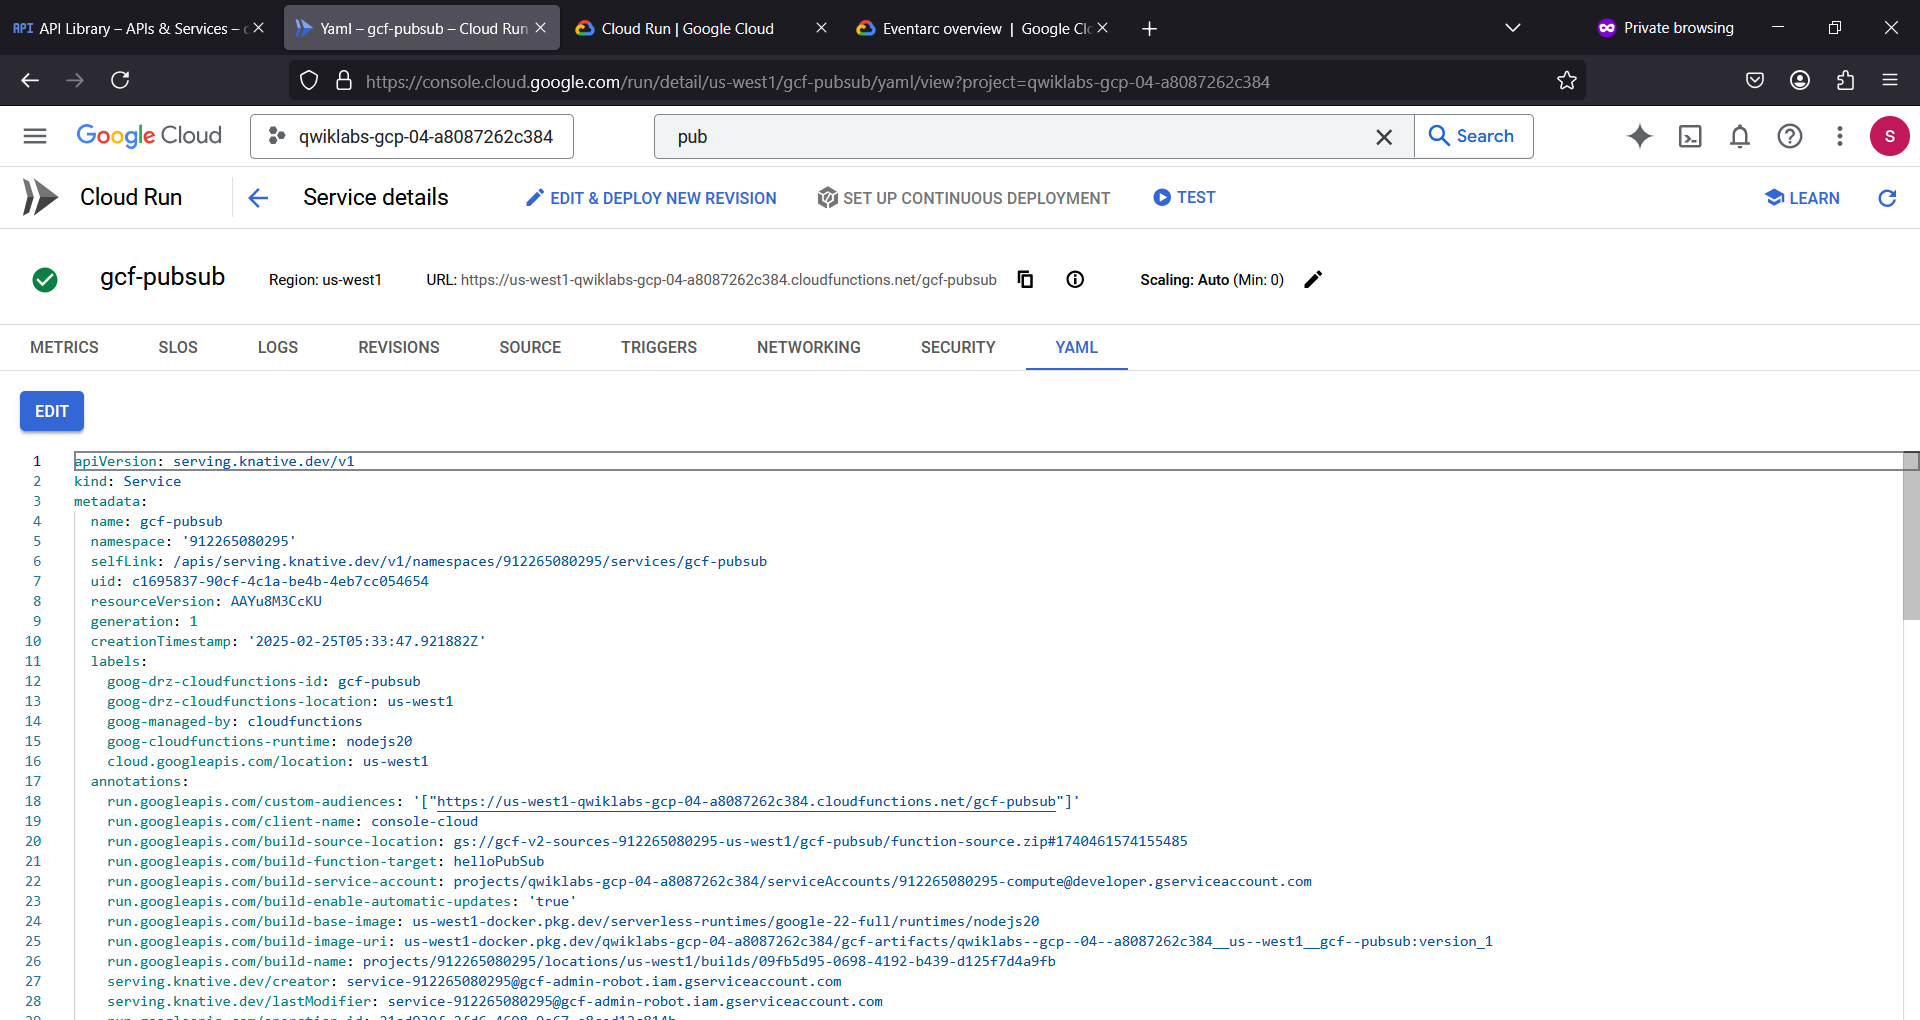 API API Library – APIs & Services – c
Yaml – gcf-pubsub – Cloud Run
Cloud Run | Google Cloud
Eventarc overview | Google Clo
Private browsing
https://console.cloud.google.com/run/detail/us-west1/gcf-pubsub/yaml/view?project=qwiklabs-gcp-04-a8087262c384
Google Cloud
qwiklabs-gcp-04-a8087262c384
pub
Search
S
Cloud Run
Service details
EDIT & DEPLOY NEW REVISION
SET UP CONTINUOUS DEPLOYMENT
TEST
LEARN
gcf-pubsub
Region: us-west1
URL: https://us-west1-qwiklabs-gcp-04-a8087262c384.cloudfunctions.net/gcf-pubsub
Scaling: Auto (Min: 0)
METRICS
SLOS
LOGS
REVISIONS
SOURCE
TRIGGERS
NETWORKING
SECURITY
YAML
EDIT
1 apiVersion: serving.knative.dev/v1
2 kind: Service
3 metadata:
4 name: gcf-pubsub
5 namespace: '912265080295'
6 selfLink: /apis/serving.knative.dev/v1/namespaces/912265080295/services/gcf-pubsub
7 uid: c1695837-90cf-4c1a-be4b-4eb7cc054654
8 resourceVersion: AAYu8M3CcKU
9 generation: 1
10 creationTimestamp: '2025-02-25T05:33:47.921882Z'
11 labels:
12 goog-drz-cloudfunctions-id: gcf-pubsub
13 goog-drz-cloudfunctions-location: us-west1
14 goog-managed-by: cloudfunctions
15 goog-cloudfunctions-runtime: nodejs20
16 cloud.googleapis.com/location: us-west1
17 annotations:
18 run.googleapis.com/custom-audiences: '["https://us-west1-qwiklabs-gcp-04-a8087262c384.cloudfunctions.net/gcf-pubsub"]'
19 run.googleapis.com/client-name: console-cloud
20 run.googleapis.com/build-source-location: gs://gcf-v2-sources-912265080295-us-west1/gcf-pubsub/function-source.zip#1740461574155485
21 run.googleapis.com/build-function-target: helloPubSub
22 run.googleapis.com/build-service-account: projects/qwiklabs-gcp-04-a8087262c384/serviceAccounts/912265080295-compute@developer.gserviceaccount.com
23 run.googleapis.com/build-enable-automatic-updates: 'true'
24 run.googleapis.com/build-base-image: us-west1-docker.pkg.dev/serverless-runtimes/google-22-full/runtimes/nodejs20
25 run.googleapis.com/build-image-uri: us-west1-docker.pkg.dev/qwiklabs-gcp-04-a8087262c384/gcf-artifacts/qwiklabs--gcp--04--a8087262c384__us--west1__gcf--pubsub:version_1
26 run.googleapis.com/build-name: projects/912265080295/locations/us-west1/builds/09fb5d95-0698-4192-b439-d125f7d4a9fb
27 serving.knative.dev/creator: service-912265080295@gcf-admin-robot.iam.gserviceaccount.com
28 serving.knative.dev/lastModifier: service-912265080295@gcf-admin-robot.iam.gserviceaccount.com